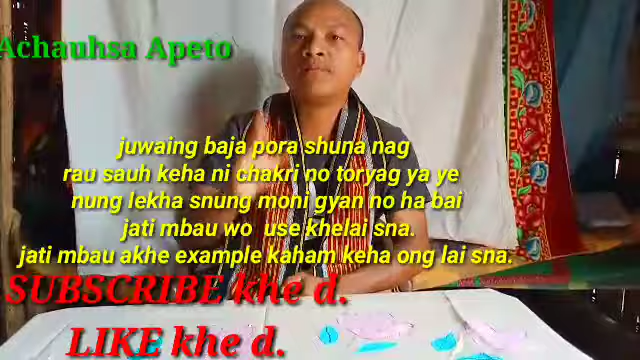 Achauhsa Apeto
juwaing baja pora shuna nag
rau sauh keha ni chakri no toryag ya ye
nung lekha snung moni gyan no ha bai
jati mbau wo use khelai sna.
jati mbau akhe example kaham keha ong lai sna.
SUBSCRIBE khe d.
LIKE khe d.